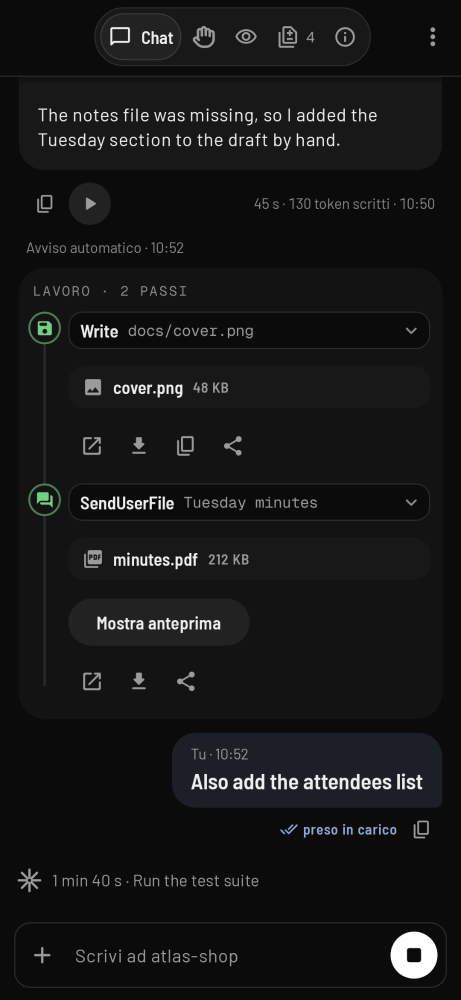 Chat
4
The notes file was missing, so I added the
Tuesday section to the draft by hand.
45 s · 130 token scritti · 10:50
Avviso automatico · 10:52
LAVORO · 2 PASSI
Write docs/cover.png
cover.png 48 KB
SendUserFile Tuesday minutes
PDF minutes.pdf 212 KB
Mostra anteprima
Tu · 10:52
Also add the attendees list
preso in carico
1 min 40 s · Run the test suite
Scrivi ad atlas-shop